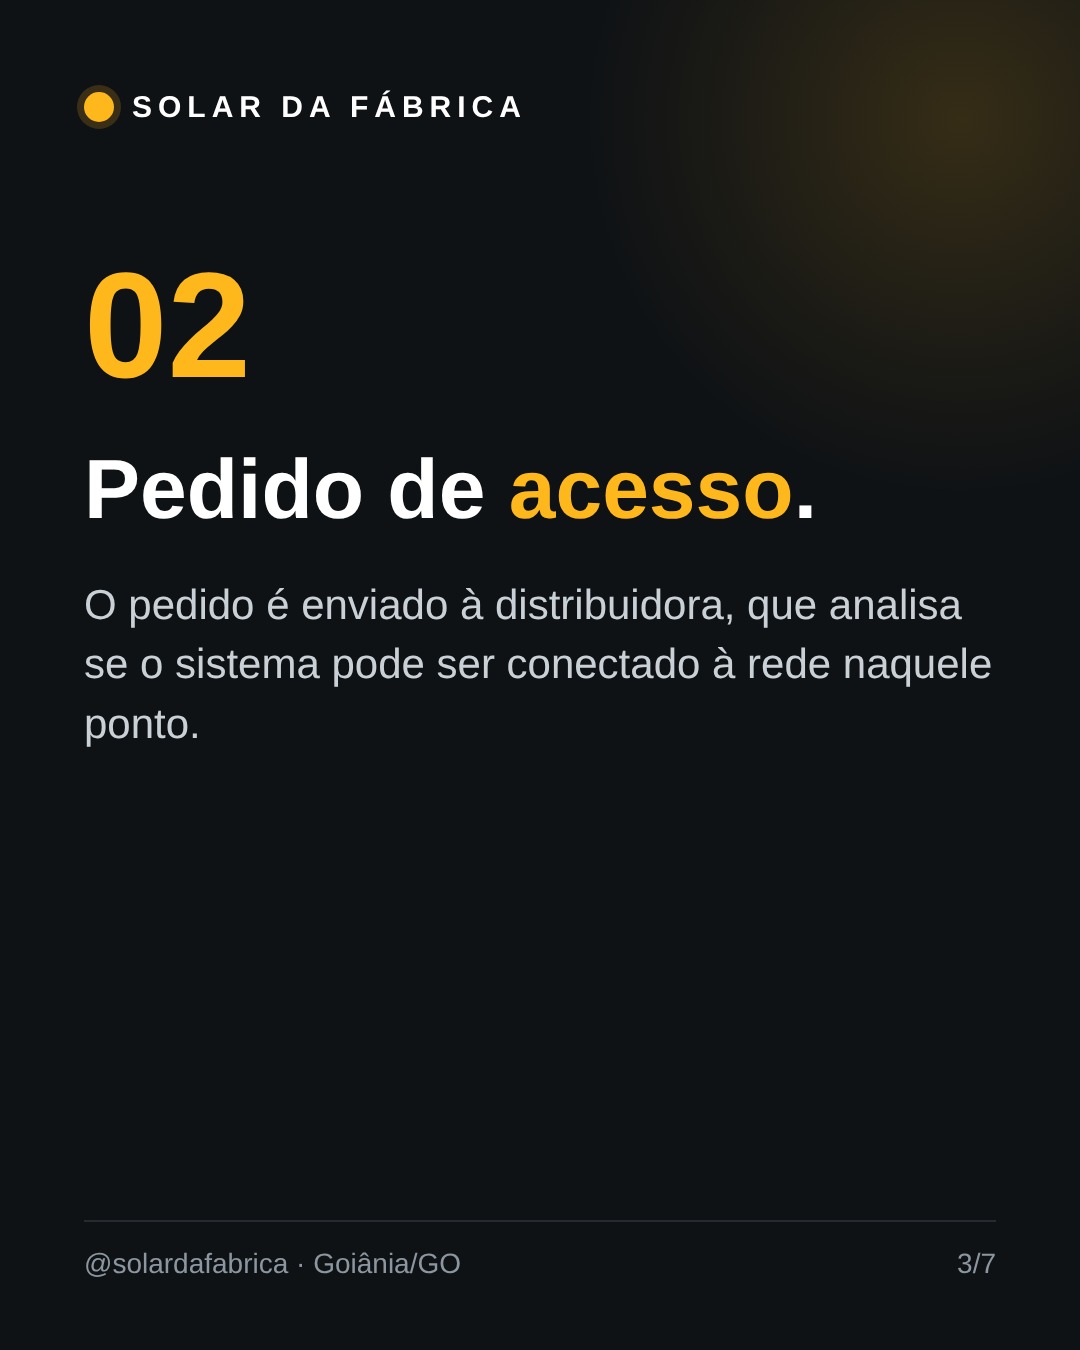 SOLAR DA FÁBRICA
02
Pedido de acesso.
O pedido é enviado à distribuidora, que analisa
se o sistema pode ser conectado à rede naquele
ponto.
@solardafabrica · Goiânia/GO
3/7